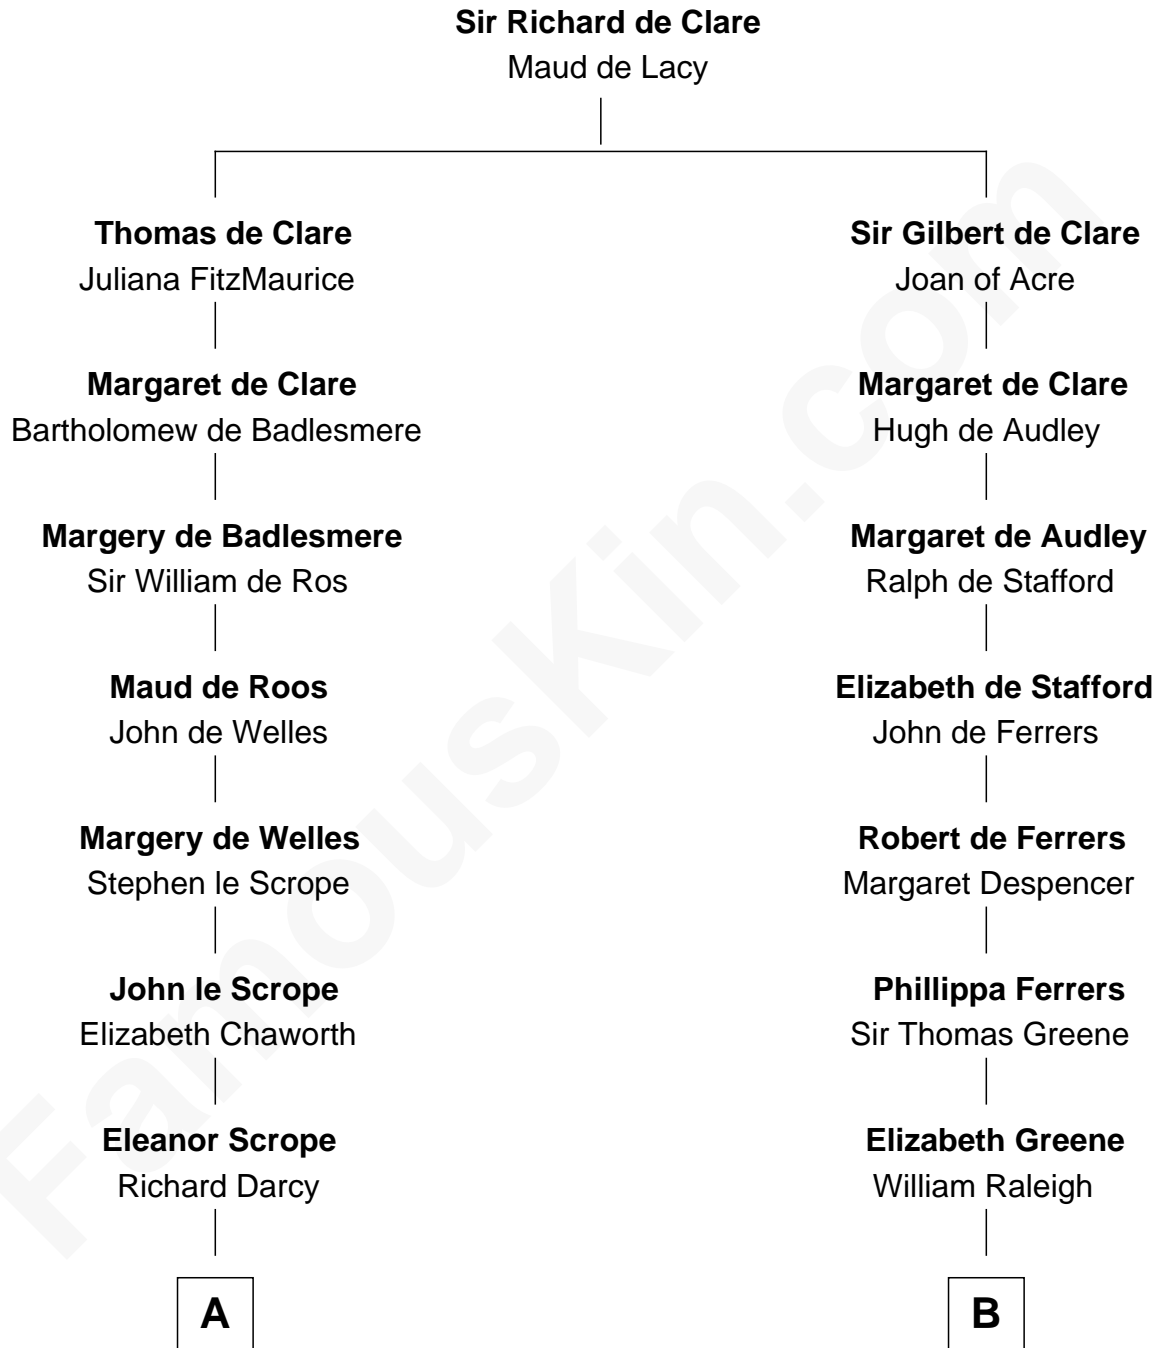 Sir Richard de Clare
Maud de Lacy
Thomas de Clare
Juliana FitzMaurice
Margaret de Clare
Bartholomew de Badlesmere
Margery de Badlesmere
Sir William de Ros
Maud de Roos
John de Welles
Margery de Welles
Stephen le Scrope
John le Scrope
Elizabeth Chaworth
Eleanor Scrope
Richard Darcy
A
Sir Gilbert de Clare
Joan of Acre
Margaret de Clare
Hugh de Audley
Margaret de Audley
Ralph de Stafford
Elizabeth de Stafford
John de Ferrers
Robert de Ferrers
Margaret Despencer
Phillippa Ferrers
Sir Thomas Greene
Elizabeth Greene
William Raleigh
B
FamousKin.com